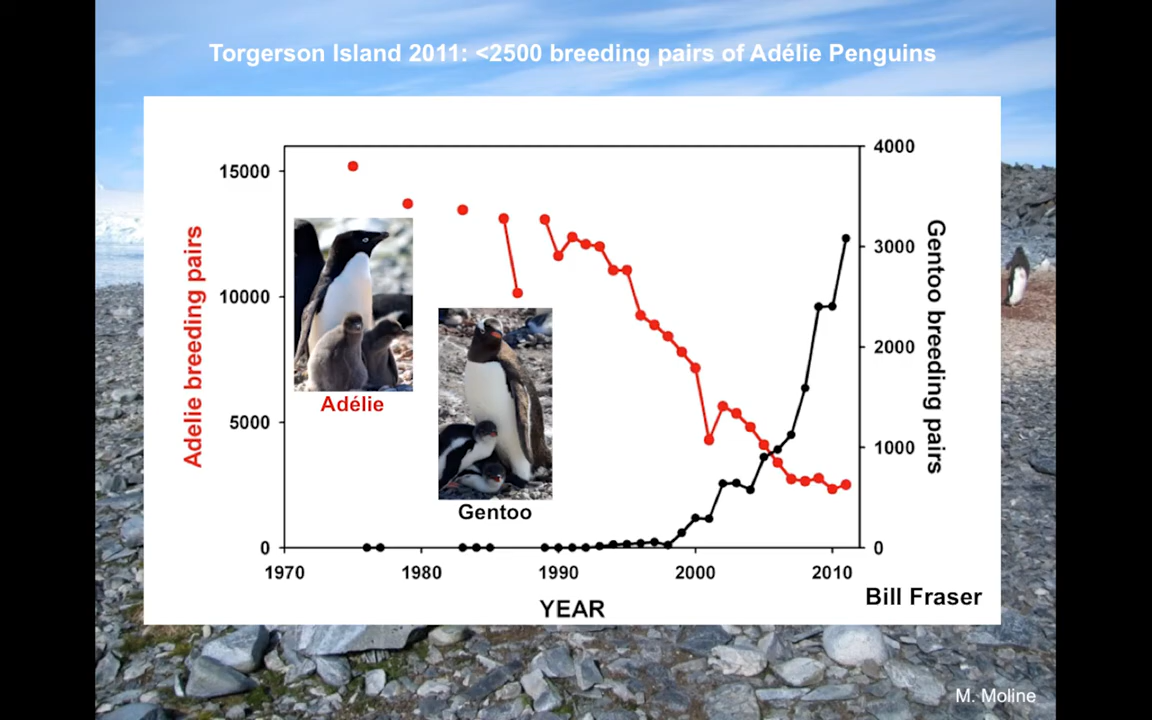 Torgerson Island 2011: <2500 breeding pairs of Adélie Penguins
15000
10000
5000
0
Adelie breeding pairs
4000
3000
2000
1000
0
Gentoo breeding pairs
Adélie
Gentoo
1970
1980
1990
2000
2010
YEAR
Bill Fraser
M. Moline